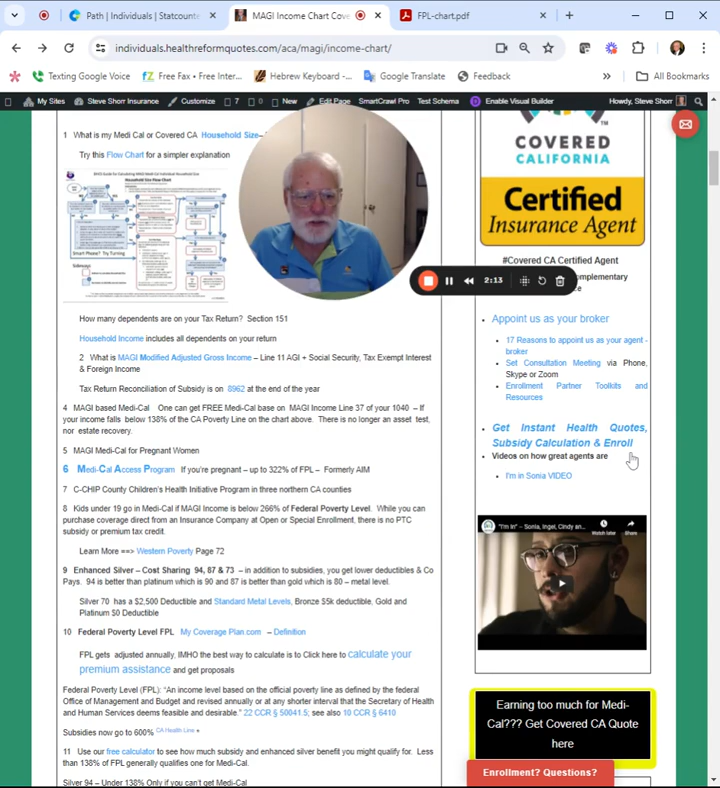 Path | Individuals | Statcounte
MAGI Income Chart Cove
FPL-chart.pdf
individuals.healthreformquotes.com/aca/magi/income-chart/
Texting Google Voice
Free Fax • Free Inter...
Hebrew Keyboard -...
Google Translate
Feedback
All Bookmarks
My Sites
Steve Shorr Insurance
Customize
7
0
New
Edit Page
SmartCrawl Pro
Test Schema
Enable Visual Builder
Howdy, Steve Shorr
1 What is my Medi Cal or Covered CA Household Size–
Try this Flow Chart for a simpler explanation
Household Size Flow Chart
Smart Phone? Try Turning
Sideways
2:13
How many dependents are on your Tax Return? Section 151
Household Income includes all dependents on your return
2 What is MAGI Modified Adjusted Gross Income – Line 11 AGI + Social Security, Tax Exempt Interest
& Foreign Income
Tax Return Reconciliation of Subsidy is on 8962 at the end of the year
4 MAGI based Medi-Cal One can get FREE Medi-Cal base on MAGI Income Line 37 of your 1040 – If
your income falls below 138% of the CA Poverty Line on the chart above. There is no longer an asset test,
nor estate recovery.
5 MAGI Medi-Cal for Pregnant Women
6 Medi-Cal Access Program If you're pregnant – up to 322% of FPL – Formerly AIM
7 C-CHIP County Children's Health Initiative Program in three northern CA counties
8 Kids under 19 go in Medi-Cal if MAGI Income is below 266% of Federal Poverty Level. While you can
purchase coverage direct from an Insurance Company at Open or Special Enrollment, there is no PTC
subsidy or premium tax credit.
Learn More ==> Western Poverty Page 72
9 Enhanced Silver – Cost Sharing 94, 87 & 73 – in addition to subsidies, you get lower deductibles & Co
Pays. 94 is better than platinum which is 90 and 87 is better than gold which is 80 – metal level.
Silver 70 has a $2,500 Deductible and Standard Metal Levels, Bronze $5k deductible, Gold and
Platinum $0 Deductible
10 Federal Poverty Level FPL My Coverage Plan.com – Definition
FPL gets adjusted annually, IMHO the best way to calculate is to Click here to calculate your
premium assistance and get proposals
Federal Poverty Level (FPL): "An income level based on the official poverty line as defined by the federal
Office of Management and Budget and revised annually or at any shorter interval that the Secretary of Health
and Human Services deems feasible and desirable." 22 CCR § 50041.5; see also 10 CCR § 6410
Subsidies now go to 600% CA Health Line
11 Use our free calculator to see how much subsidy and enhanced silver benefit you might qualify for. Less
than 138% of FPL generally qualifies one for Medi-Cal.
Silver 94 – Under 138% Only if you can't get Medi-Cal
COVERED
CALIFORNIA
Certified
Insurance Agent
#Covered CA Certified Agent
mplementary
ce
Appoint us as your broker
17 Reasons to appoint us as your agent -
broker
Set Consultation Meeting via Phone,
Skype or Zoom
Enrollment Partner Toolkits and
Resources
Get Instant Health Quotes,
Subsidy Calculation & Enroll
Videos on how great agents are
I'm in Sonia VIDEO
"I'm In" – Sonia, Ingel, Cindy an...
Watch later
Share
Earning too much for Medi-
Cal??? Get Covered CA Quote
here
Enrollment? Questions?